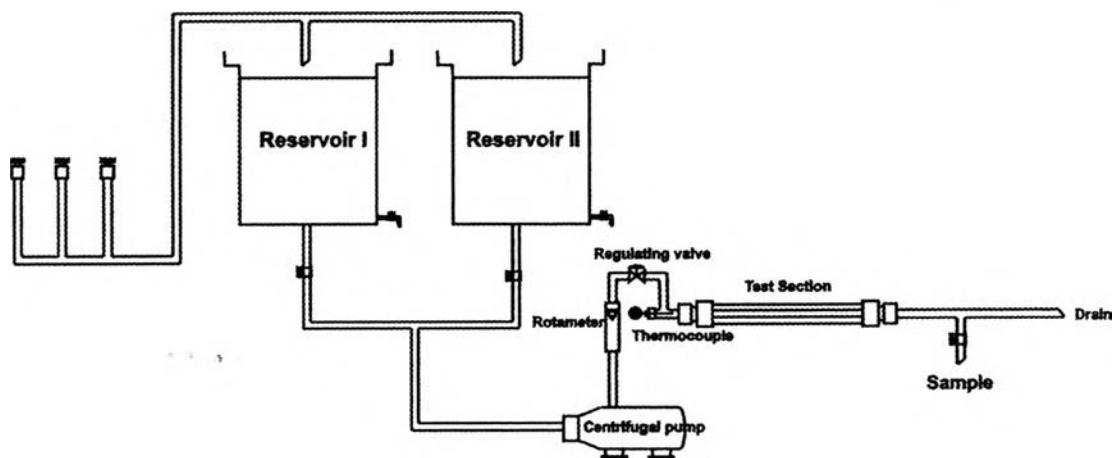 Reservoir I
Reservoir II
Regulating valve
Test Section
Rotameter
Thermocouple
Drain
Sample
Centrifugal pump